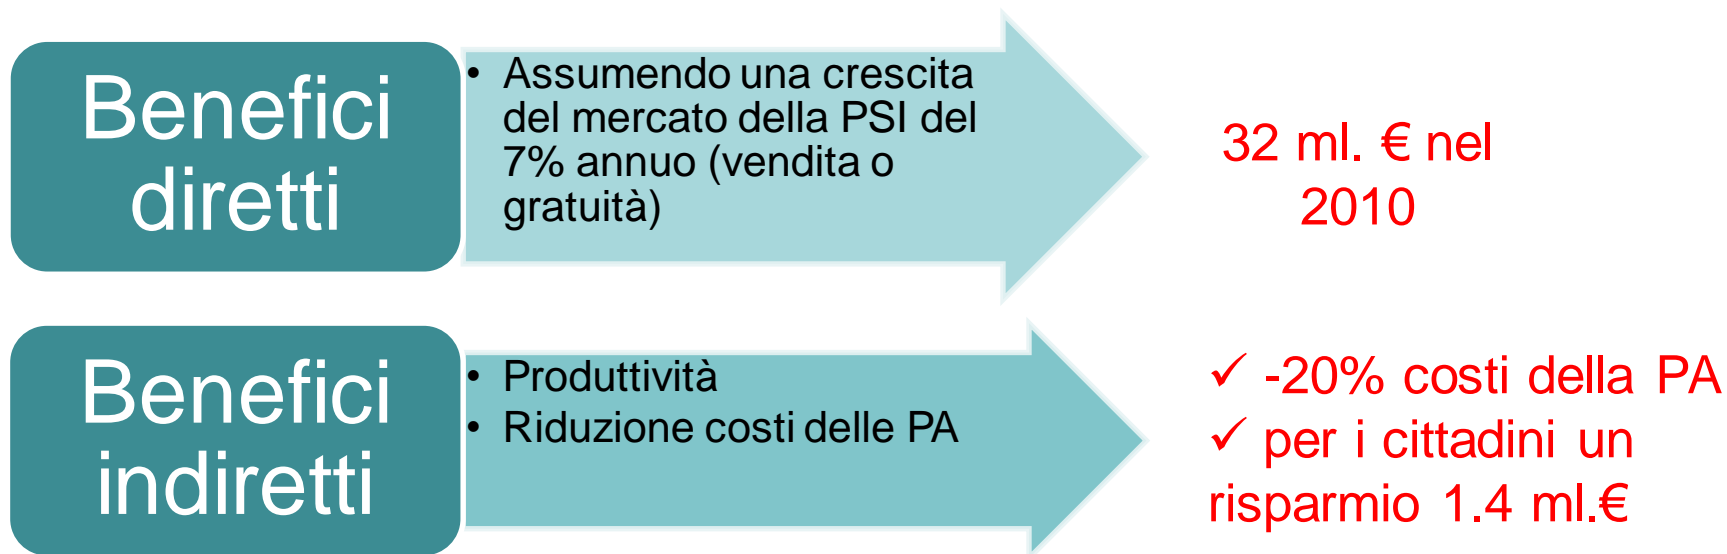 Benefici
diretti
• Assumendo una crescita
del mercato della PSI del
7% annuo (vendita o
gratuità)
32 ml. € nel
2010
Benefici
indiretti
• Produttività
• Riduzione costi delle PA
✓ -20% costi della PA
✓ per i cittadini un
risparmio 1.4 ml.€